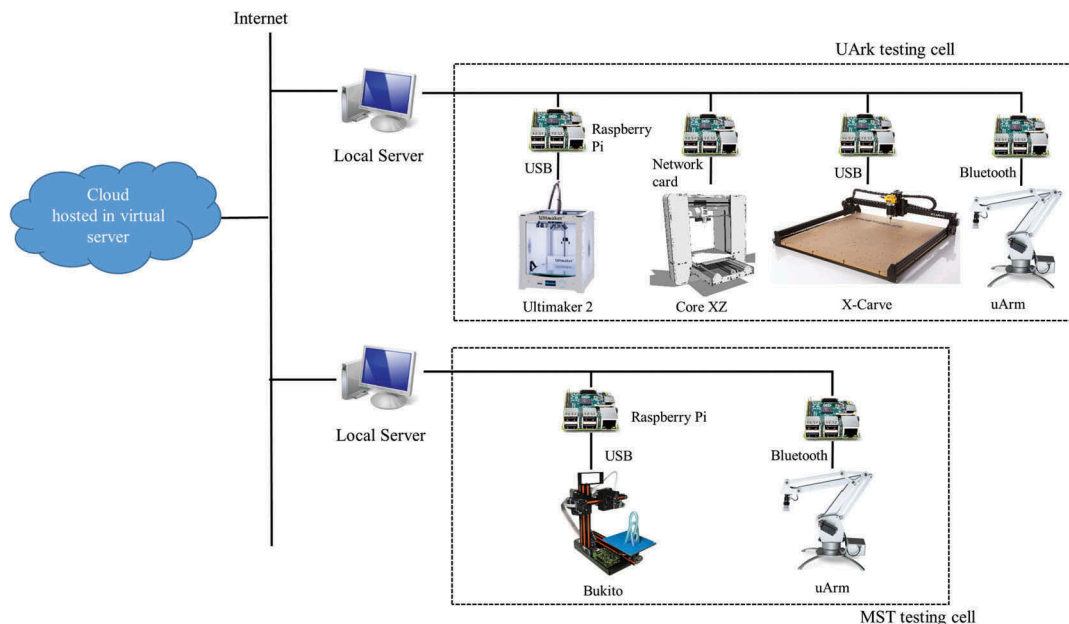 Internet
UArk testing cell
Local Server
Raspberry
Pi
USB
Network
card
USB
Bluetooth
Cloud
hosted in virtual
server
Ultimaker
Ultimaker 2
Core XZ
X-Carve
uArm
Local Server
Raspberry Pi
USB
Bluetooth
Bukito
uArm
MST testing cell